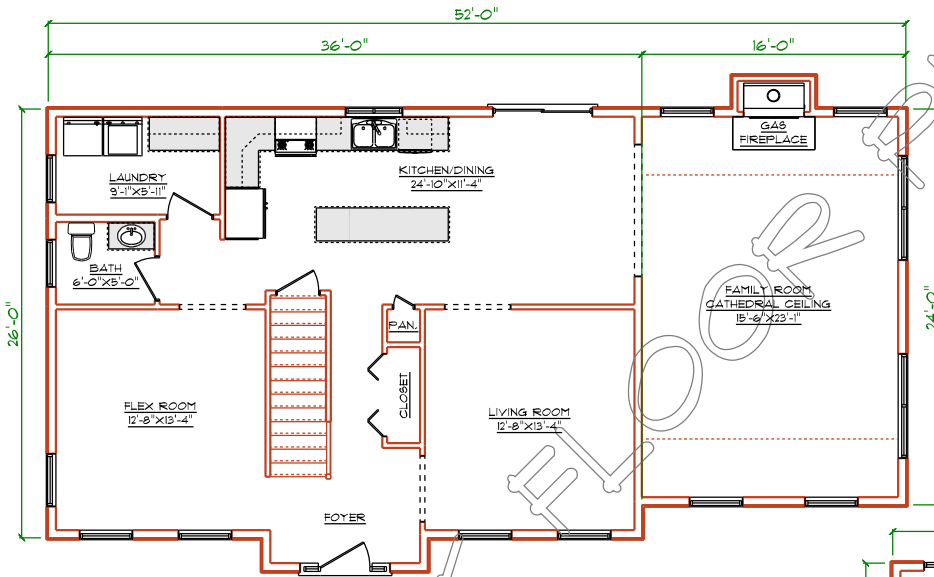 52'-0"
36'-0"
16'-0"
GAS
FIREPLACE
LAUNDRY
9'-1"X5'-11"
KITCHEN/DINING
24'-10"X11'-4"
BATH
6'-0"X5'-0"
FAMILY ROOM
CATHEDRAL CEILING
15'-6"X23'-1"
26'-0"
24'-0"
PAN.
CLOSET
FLEX ROOM
12'-8"X13'-4"
LIVING ROOM
12'-8"X13'-4"
FOYER
FLOOR